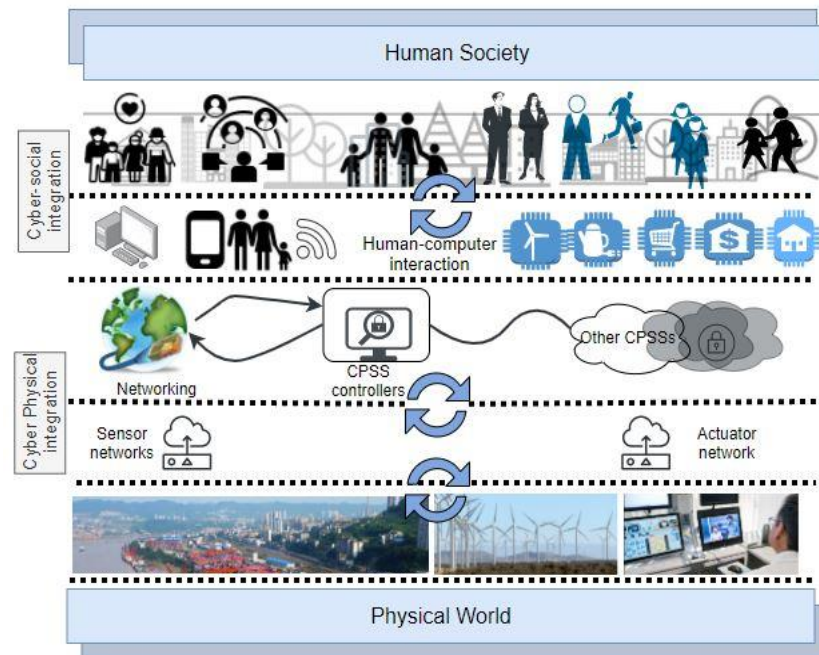 Human Society
Cyber-social
integration
Human-computer
interaction
Networking
CPSS
controllers
Other CPSSs
Cyber Physical
integration
Sensor
networks
Actuator
network
Physical World